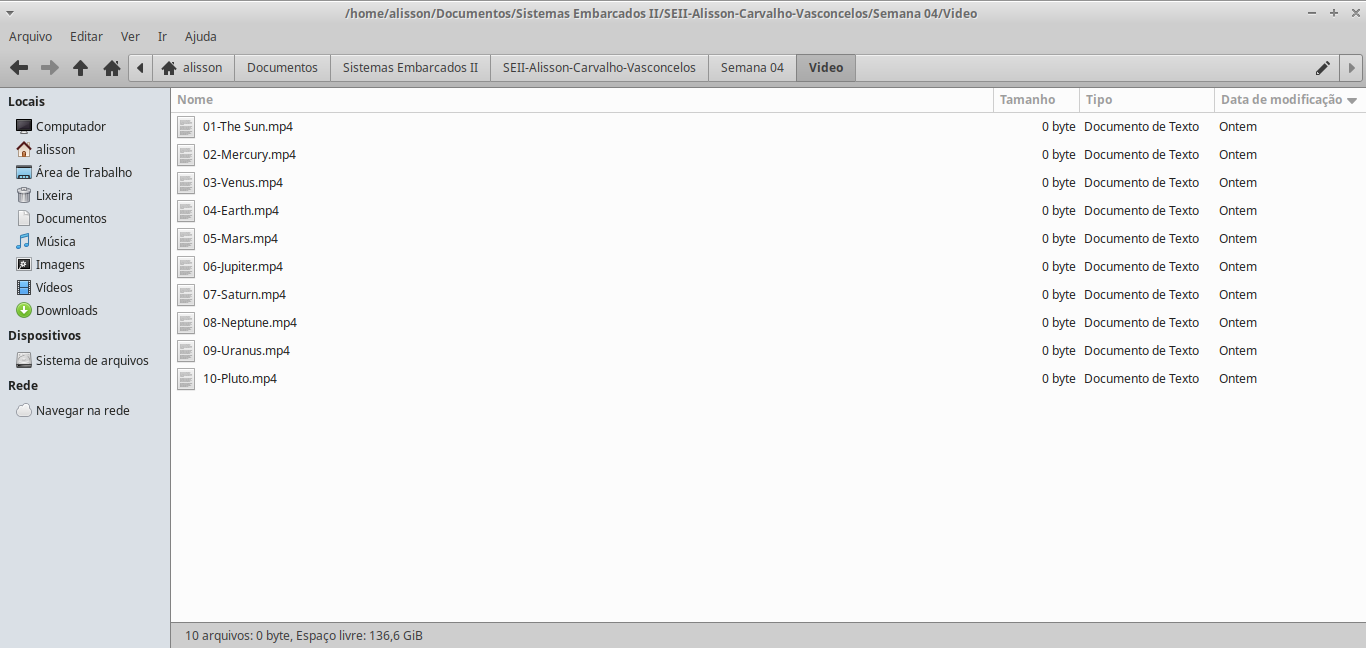 /home/alisson/Documentos/Sistemas Embarcados II/SEII-Alisson-Carvalho-Vasconcelos/Semana 04/Video
Arquivo Editar Ver Ir Ajuda
alisson Documentos Sistemas Embarcados II SEII-Alisson-Carvalho-Vasconcelos Semana 04 Video
Locais
Computador
alisson
Área de Trabalho
Lixeira
Documentos
Música
Imagens
Vídeos
Downloads
Dispositivos
Sistema de arquivos
Rede
Navegar na rede
Nome Tamanho Tipo Data de modificação
01-The Sun.mp4 0 byte Documento de Texto Ontem
02-Mercury.mp4 0 byte Documento de Texto Ontem
03-Venus.mp4 0 byte Documento de Texto Ontem
04-Earth.mp4 0 byte Documento de Texto Ontem
05-Mars.mp4 0 byte Documento de Texto Ontem
06-Jupiter.mp4 0 byte Documento de Texto Ontem
07-Saturn.mp4 0 byte Documento de Texto Ontem
08-Neptune.mp4 0 byte Documento de Texto Ontem
09-Uranus.mp4 0 byte Documento de Texto Ontem
10-Pluto.mp4 0 byte Documento de Texto Ontem
10 arquivos: 0 byte, Espaço livre: 136,6 GiB